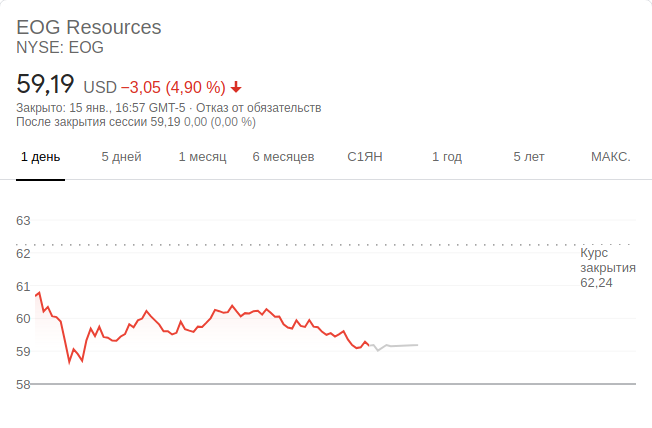 EOG Resources
NYSE: EOG
59,19 USD −3,05 (4,90 %)
Закрыто: 15 янв., 16:57 GMT-5 · Отказ от обязательств
После закрытия сессии 59,19 0,00 (0,00 %)
1 день 5 дней 1 месяц 6 месяцев С1ЯН 1 год 5 лет МАКС.
63
62
61
60
59
58
Курс
закрытия
62,24